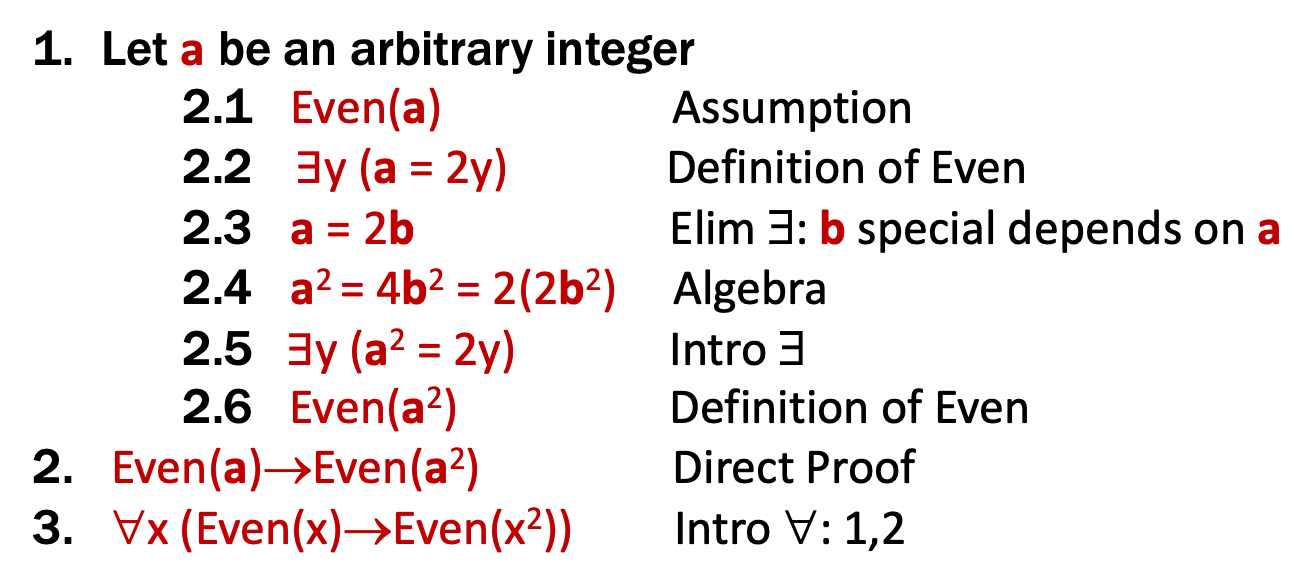 1. Let a be an arbitrary integer
2.1 Even(a) Assumption
2.2 ∃y (a = 2y) Definition of Even
2.3 a = 2b Elim ∃: b special depends on a
2.4 a² = 4b² = 2(2b²) Algebra
2.5 ∃y (a² = 2y) Intro ∃
2.6 Even(a²) Definition of Even
2. Even(a)→Even(a²) Direct Proof
3. ∀x (Even(x)→Even(x²)) Intro ∀: 1,2